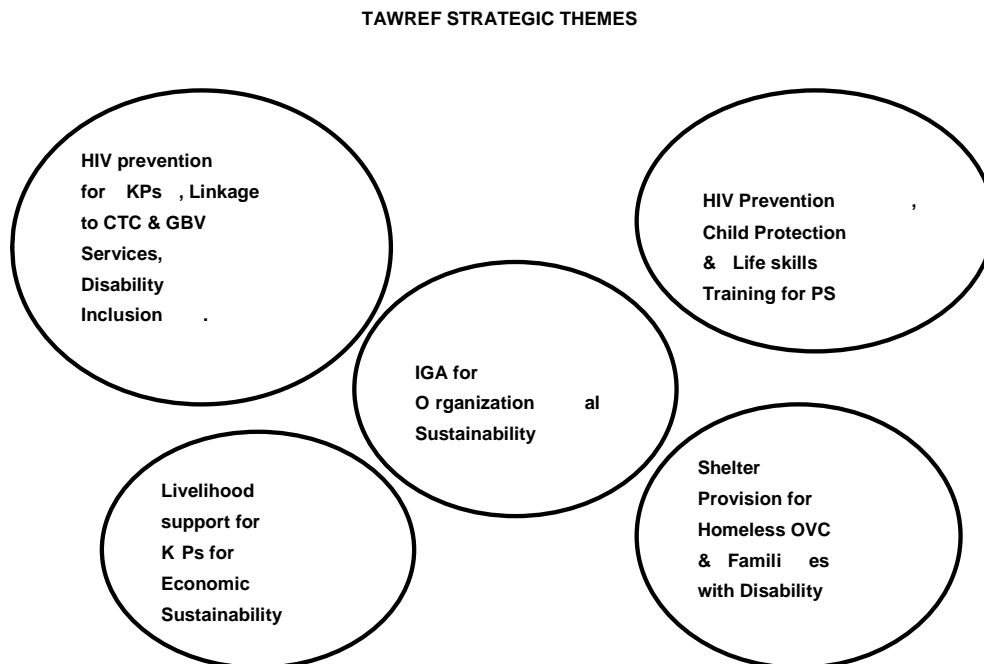 TAWREF STRATEGIC THEMES
HIV prevention
for KPs , Linkage
to CTC & GBV
Services,
Disability
Inclusion .
HIV Prevention ,
Child Protection
& Life skills
Training for PS
IGA for
O rganization al
Sustainability
Livelihood
support for
K Ps for
Economic
Sustainability
Shelter
Provision for
Homeless OVC
& Famili es
with Disability